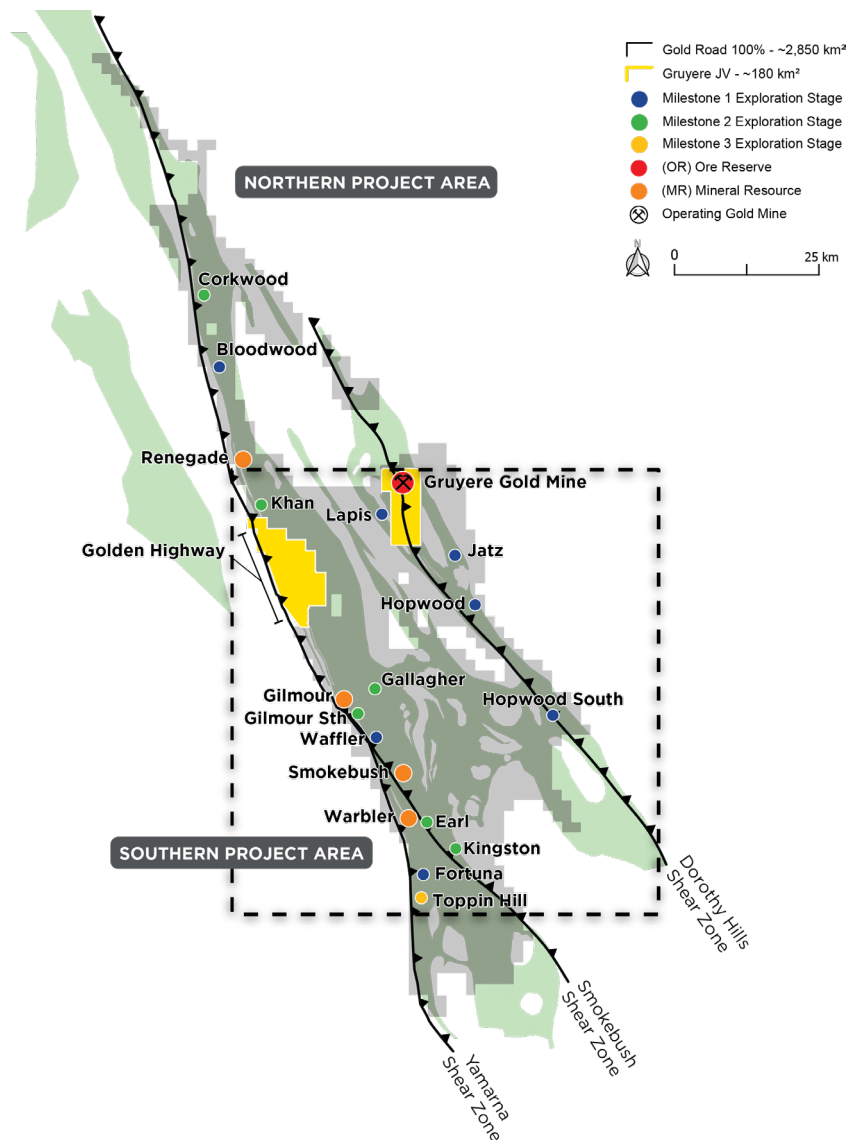 Gold Road 100% - ~2,850 km²
Gruyere JV - ~180 km²
Milestone 1 Exploration Stage
Milestone 2 Exploration Stage
Milestone 3 Exploration Stage
(OR) Ore Reserve
(MR) Mineral Resource
Operating Gold Mine
N
0
25 km
NORTHERN PROJECT AREA
Corkwood
Bloodwood
Renegade
Gruyere Gold Mine
Khan
Lapis
Golden Highway
Jatz
Hopwood
Gallagher
Gilmour
Hopwood South
Gilmour Sth
Waffler
Smokebush
Warbler
Earl
SOUTHERN PROJECT AREA
Kingston
Fortuna
Toppin Hill
Dorothy Hills
Shear Zone
Smokebush
Shear Zone
Yamarna
Shear Zone